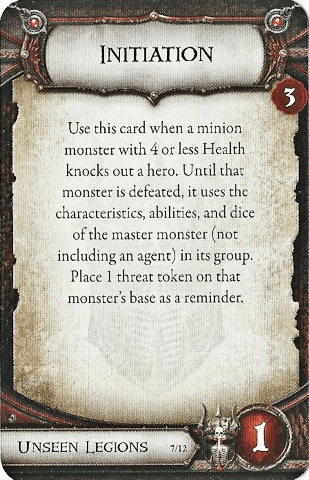 INITIATION
3
Use this card when a minion
monster with 4 or less Health
knocks out a hero. Until that
monster is defeated, it uses the
characteristics, abilities, and dice
of the master monster (not
including an agent) in its group.
Place 1 threat token on that
monster's base as a reminder.
UNSEEN LEGIONS 7/12
1